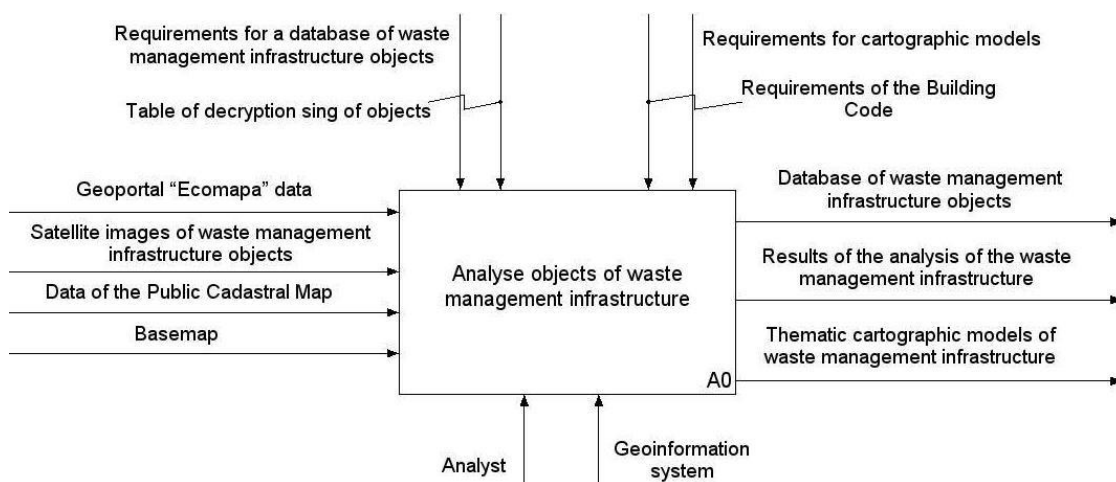 Requirements for a database of waste
management infrastructure objects
Table of decryption sing of objects
Requirements for cartographic models
Requirements of the Building
Code
Geoportal “Ecomapa” data
Satellite images of waste management
infrastructure objects
Data of the Public Cadastral Map
Basemap
Analyse objects of waste
management infrastructure
A0
Database of waste management
infrastructure objects
Results of the analysis of the waste
management infrastructure
Thematic cartographic models of
waste management infrastructure
Analyst
Geoinformation
system